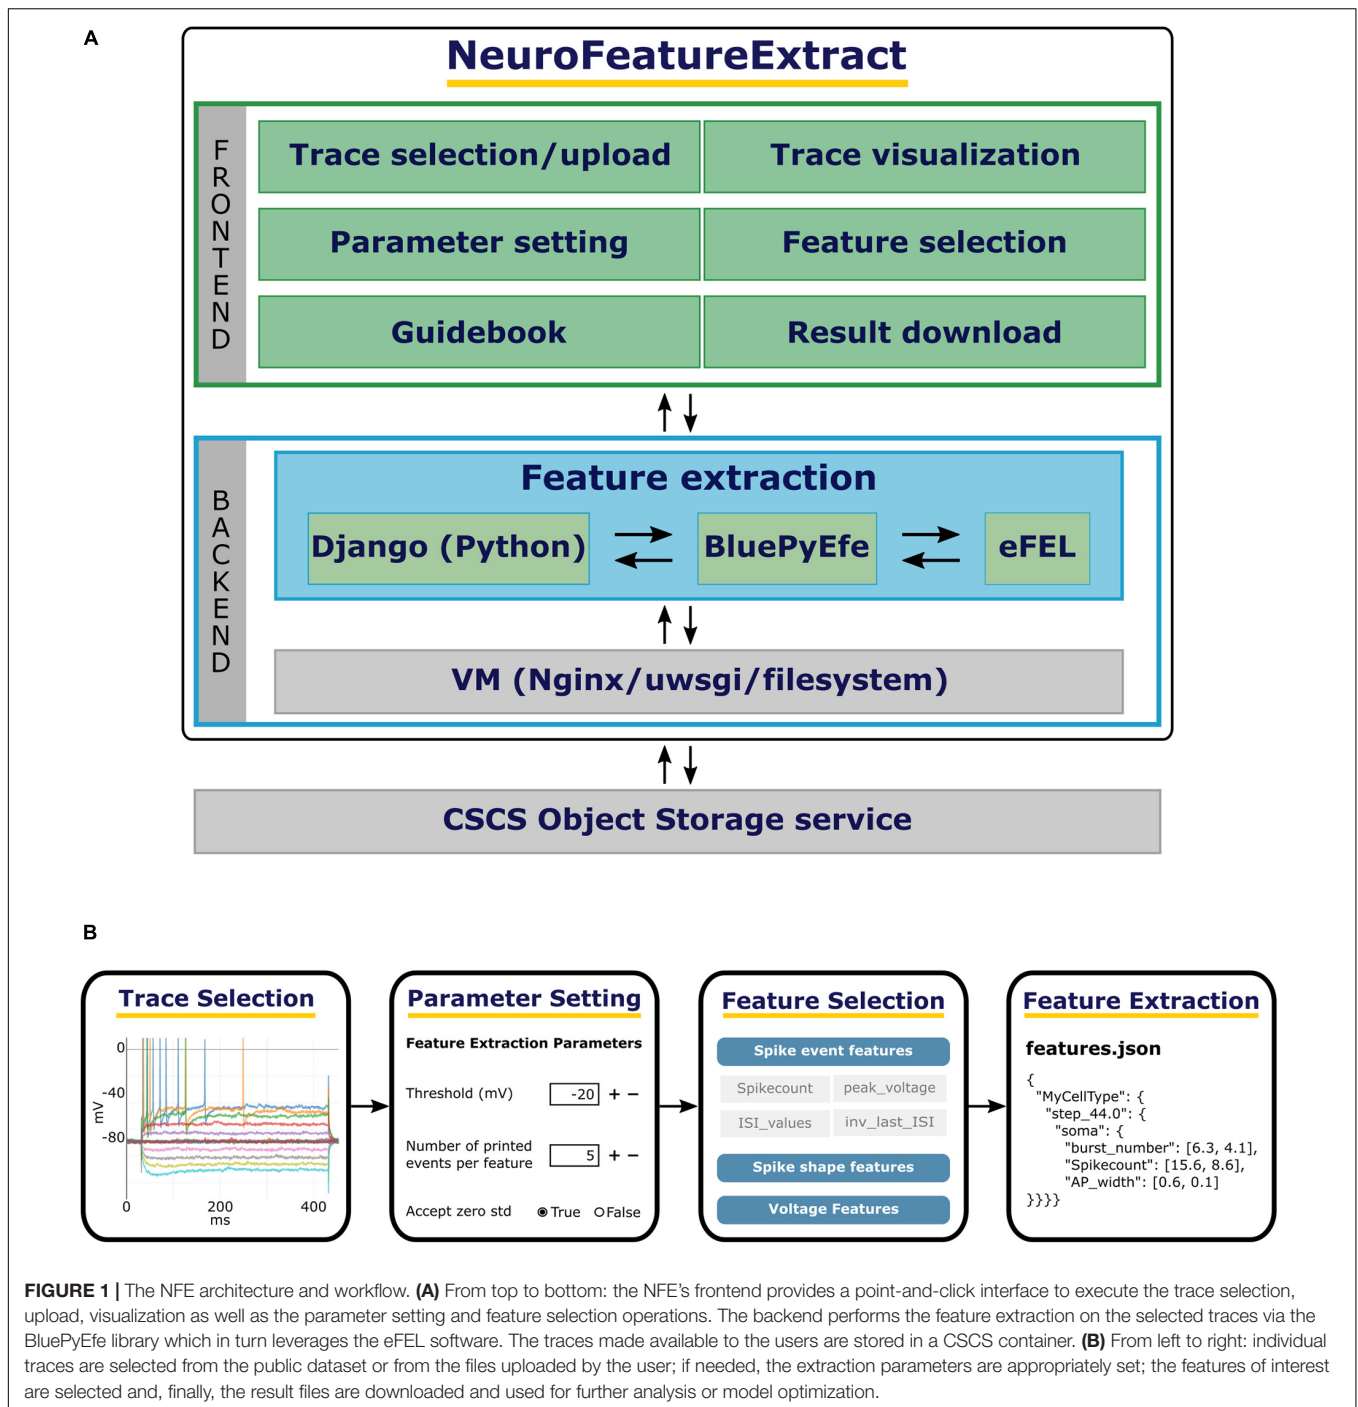 A
NeuroFeatureExtract
FRONTEND
Trace selection/upload
Trace visualization
Parameter setting
Feature selection
Guidebook
Result download
BACKEND
Feature extraction
Django (Python)
BluePyEfe
eFEL
VM (Nginx/uwsgi/filesystem)
CSCS Object Storage service
B
Trace Selection
0
-40
-80
mV
0
200
400
ms
Parameter Setting
Feature Extraction Parameters
Threshold (mV)
-20
+ −
Number of printed
events per feature
5
+ −
Accept zero std
True
False
Feature Selection
Spike event features
Spikecount
peak_voltage
ISI_values
inv_last_ISI
Spike shape features
Voltage Features
Feature Extraction
features.json
{
"MyCellType": {
"step_44.0": {
"soma": {
"burst_number": [6.3, 4.1],
"Spikecount": [15.6, 8.6],
"AP_width": [0.6, 0.1]
}}}}
FIGURE 1 | The NFE architecture and workflow. (A) From top to bottom: the NFE's frontend provides a point-and-click interface to execute the trace selection,
upload, visualization as well as the parameter setting and feature selection operations. The backend performs the feature extraction on the selected traces via the
BluePyEfe library which in turn leverages the eFEL software. The traces made available to the users are stored in a CSCS container. (B) From left to right: individual
traces are selected from the public dataset or from the files uploaded by the user; if needed, the extraction parameters are appropriately set; the features of interest
are selected and, finally, the result files are downloaded and used for further analysis or model optimization.